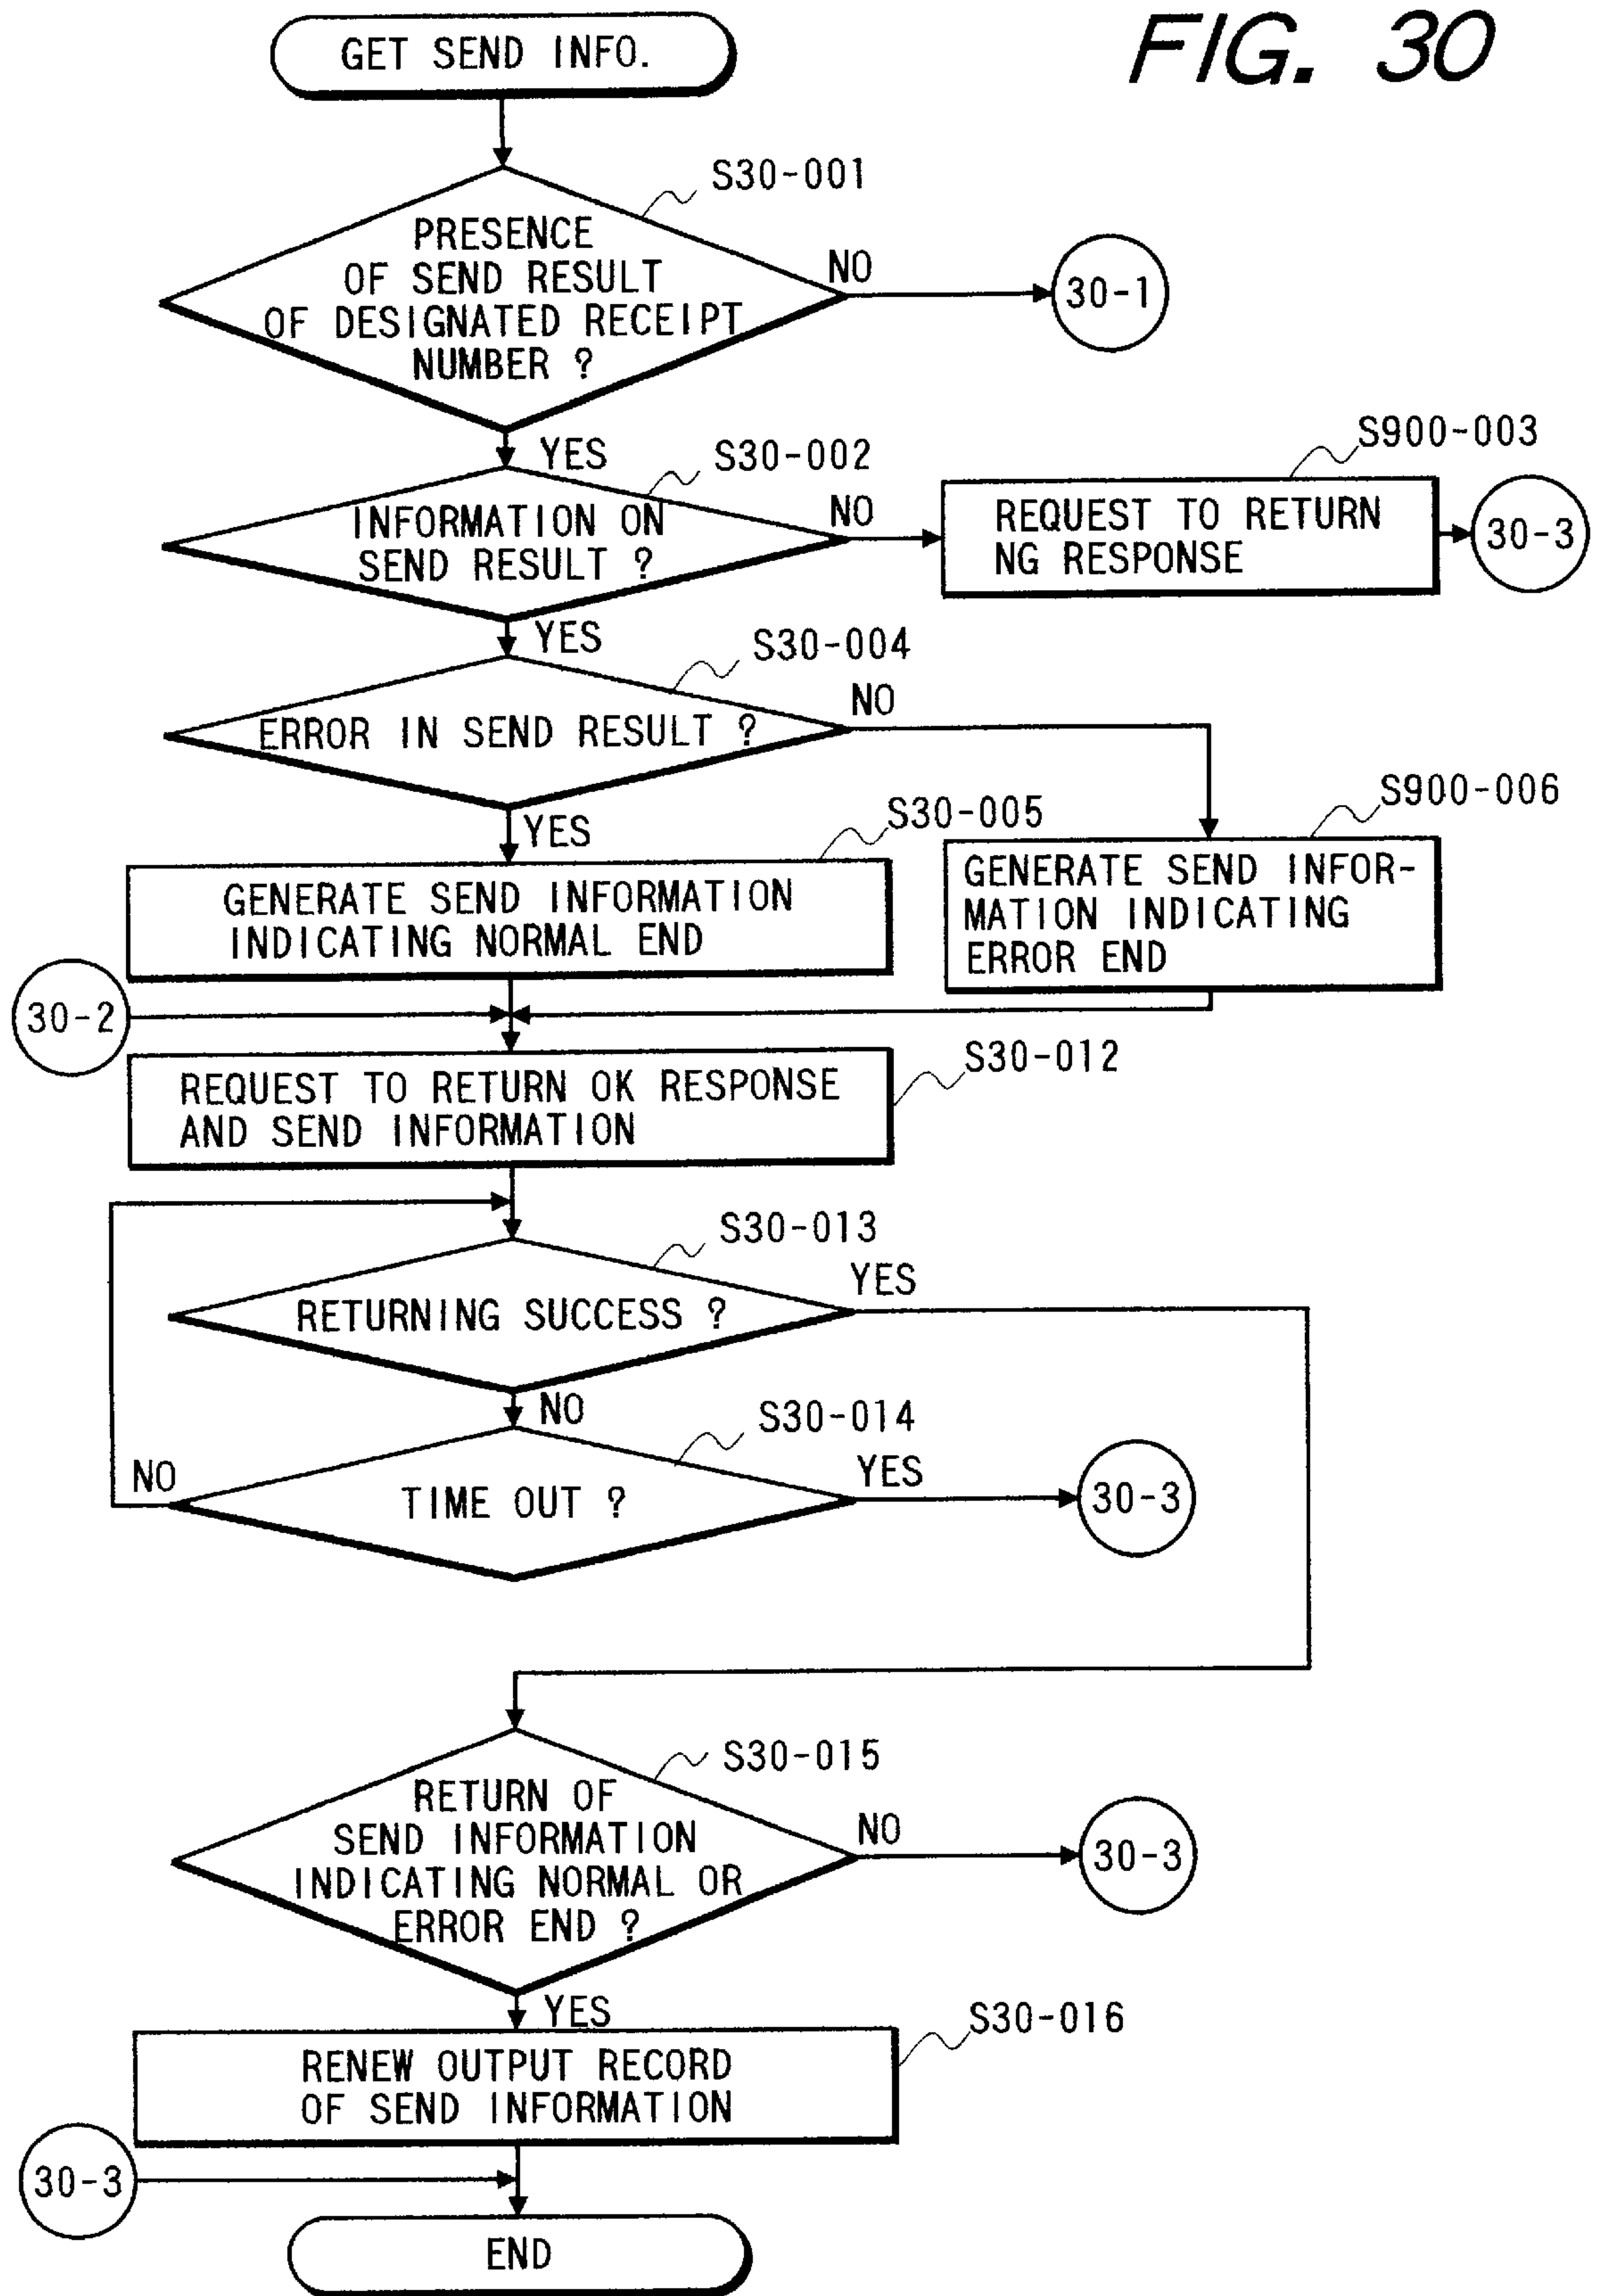 FIG. 30
GET SEND INFO.
S30-001
PRESENCE
OF SEND RESULT
OF DESIGNATED RECEIPT
NUMBER ?
NO
30-1
YES
S30-002
INFORMATION ON
SEND RESULT ?
NO
S900-003
REQUEST TO RETURN
NG RESPONSE
30-3
YES
S30-004
ERROR IN SEND RESULT ?
NO
YES
S30-005
GENERATE SEND INFORMATION
INDICATING NORMAL END
S900-006
GENERATE SEND INFOR-
MATION INDICATING
ERROR END
30-2
S30-012
REQUEST TO RETURN OK RESPONSE
AND SEND INFORMATION
S30-013
RETURNING SUCCESS ?
YES
NO
S30-014
TIME OUT ?
NO
YES
30-3
S30-015
RETURN OF
SEND INFORMATION
INDICATING NORMAL OR
ERROR END ?
NO
30-3
YES
S30-016
RENEW OUTPUT RECORD
OF SEND INFORMATION
30-3
END